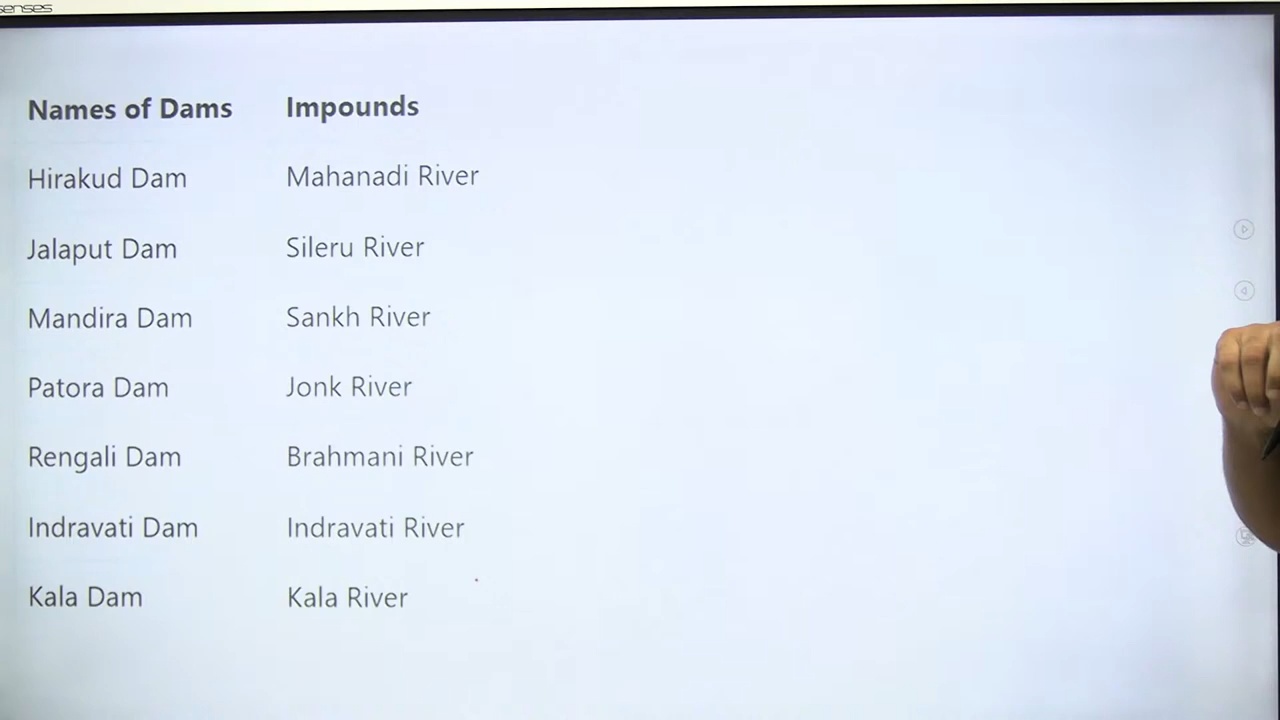 senses
Names of Dams Impounds
Hirakud Dam Mahanadi River
Jalaput Dam Sileru River
Mandira Dam Sankh River
Patora Dam Jonk River
Rengali Dam Brahmani River
Indravati Dam Indravati River
Kala Dam Kala River